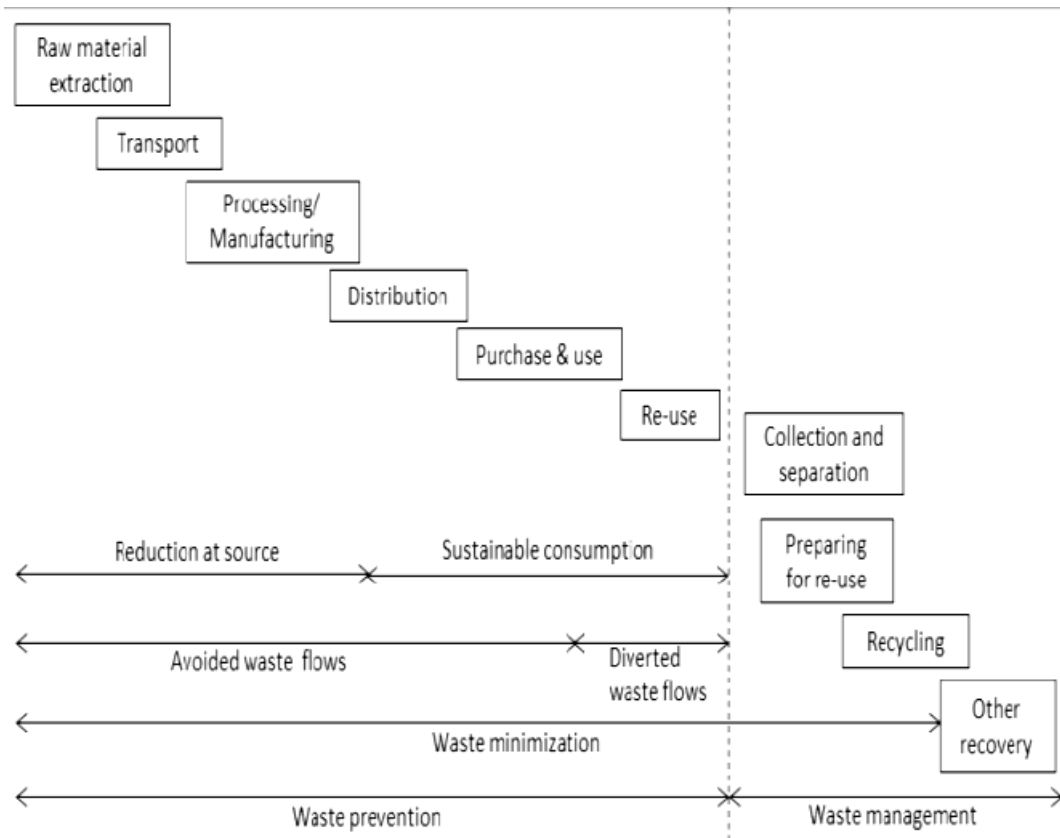 Raw material
extraction
Transport
Processing/
Manufacturing
Distribution
Purchase & use
Re-use
Collection and
separation
Preparing
for re-use
Recycling
Other
recovery
Reduction at source
Sustainable consumption
Avoided waste flows
Diverted
waste flows
Waste minimization
Waste prevention
Waste management